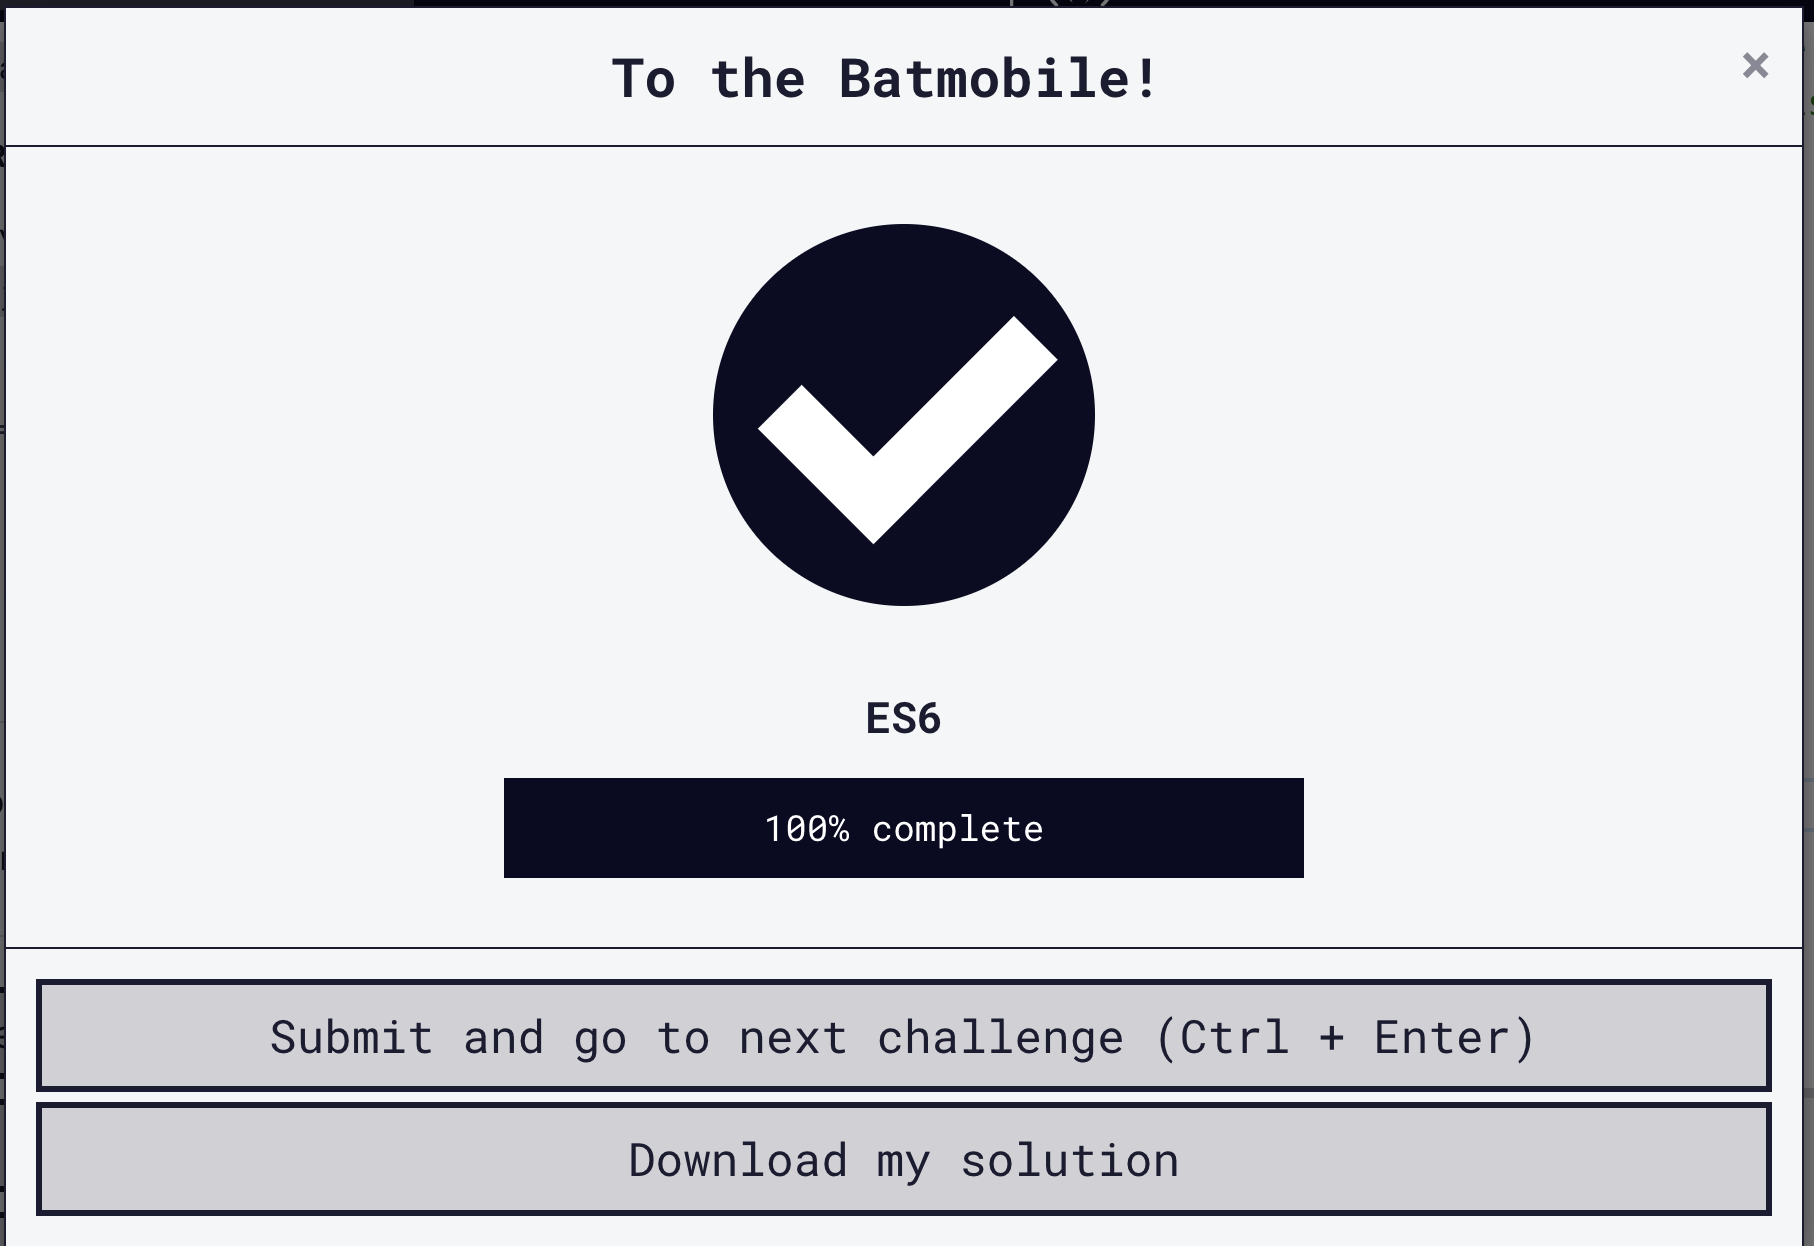 To the Batmobile!
×
ES6
100% complete
Submit and go to next challenge (Ctrl + Enter)
Download my solution